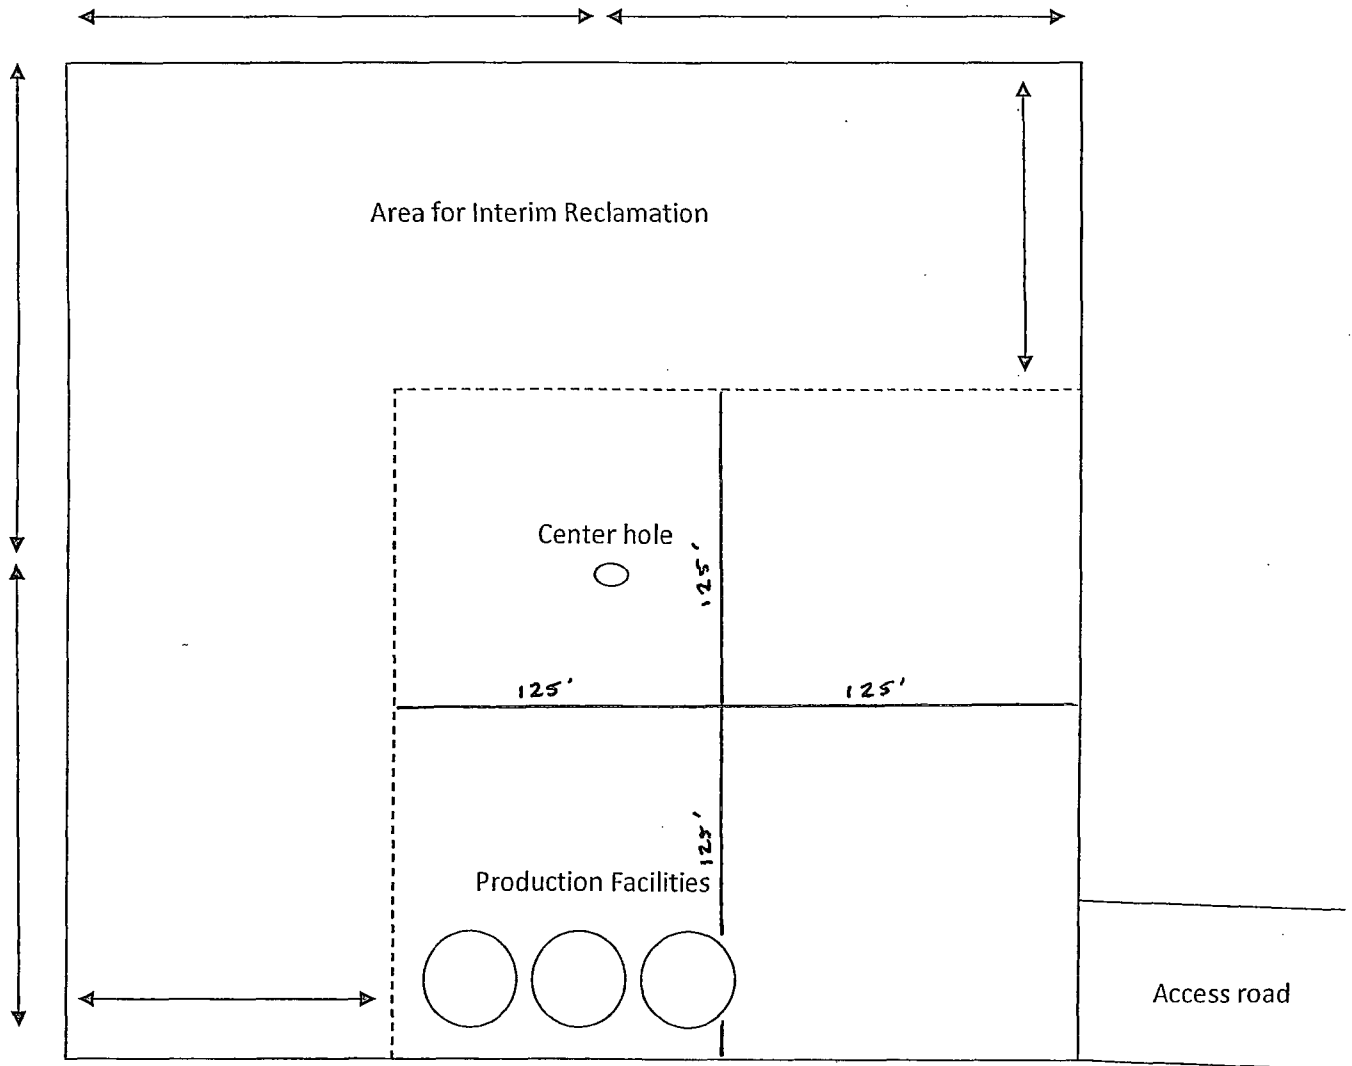 Area for Interim Reclamation
Center hole
125'
125'
125'
125'
Production Facilities
Access road